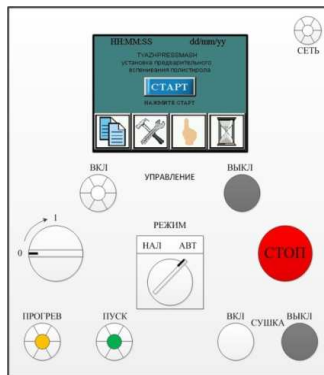 HH:MM:SS dd/mm/yy
СЕТЬ
TYAZHPRESSMASH
установка предварительного
вспенивания полистирола
СТАРТ
НАЖМИТЕ СТАРТ
ВКЛ УПРАВЛЕНИЕ ВЫКЛ
1
0
РЕЖИМ
НАЛ АВТ
СТОП
ПРОГРЕВ ПУСК ВКЛ СУШКА ВЫКЛ